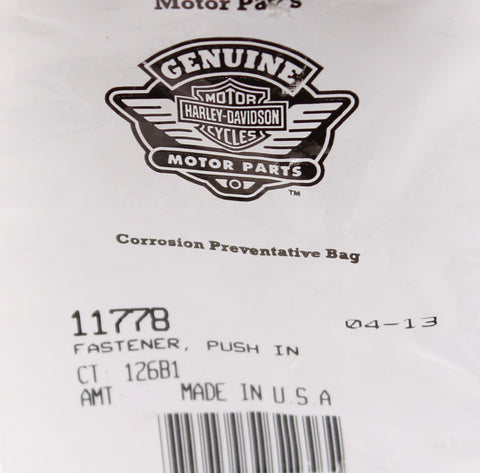 Motor Parts
GENUINE
MOTOR
HARLEY-DAVIDSON
CYCLES
MOTOR PARTS
TM
Corrosion Preventative Bag
11778 04-13
FASTENER, PUSH IN
CT: 126B1
AMT MADE IN U.S.A